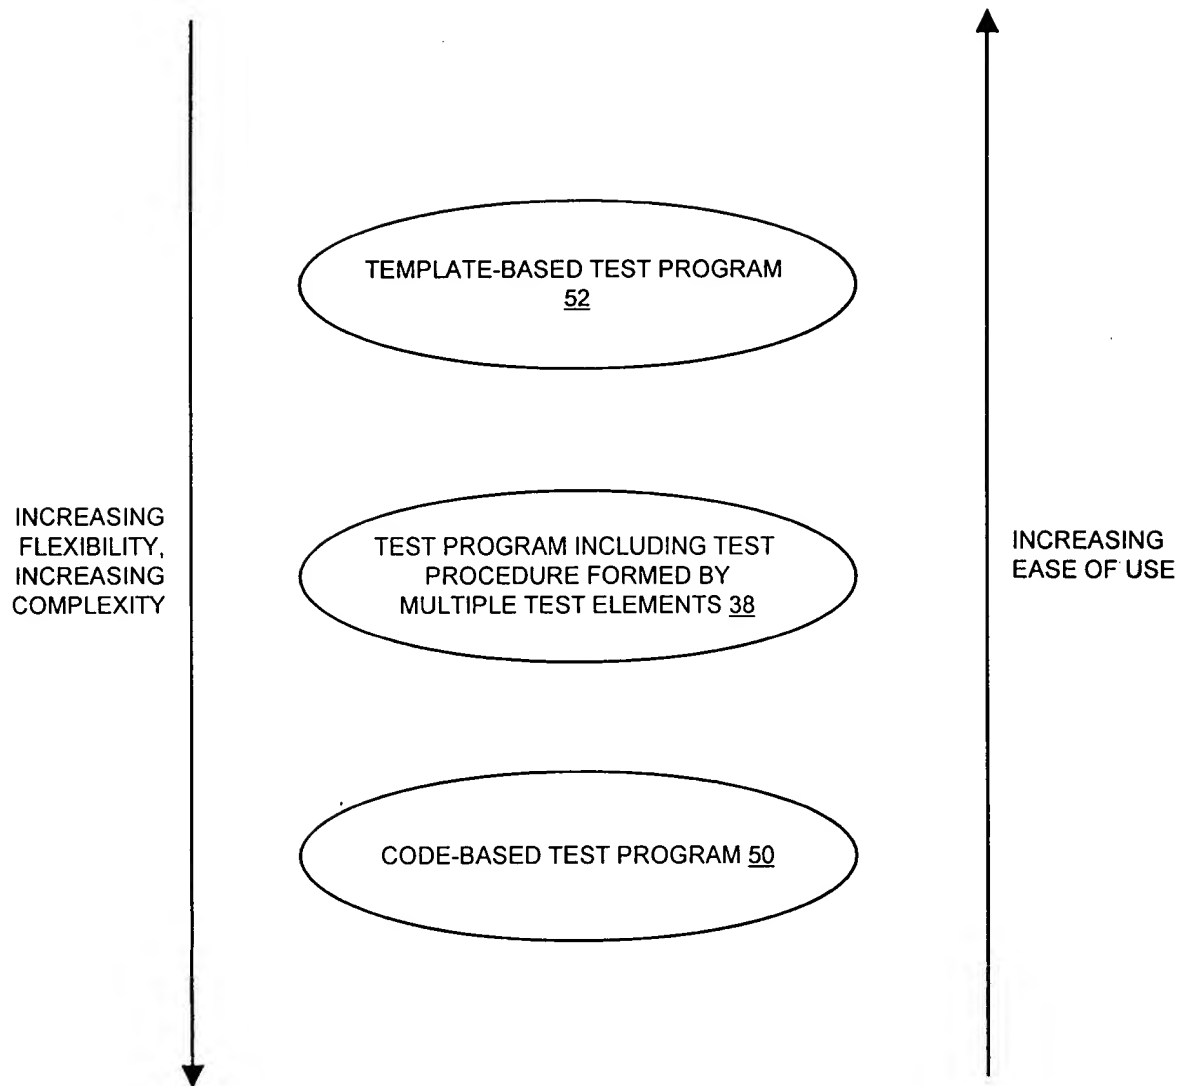 TEMPLATE-BASED TEST PROGRAM
52
INCREASING
FLEXIBILITY,
INCREASING
COMPLEXITY
TEST PROGRAM INCLUDING TEST
PROCEDURE FORMED BY
MULTIPLE TEST ELEMENTS 38
INCREASING
EASE OF USE
CODE-BASED TEST PROGRAM 50